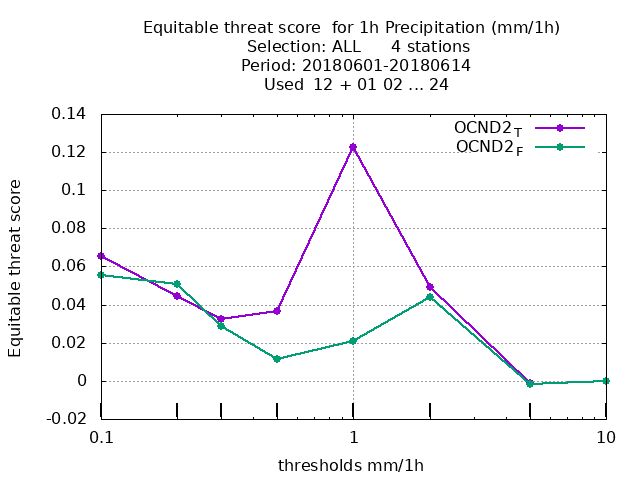 Equitable threat score  for 1h Precipitation (mm/1h)
Selection: ALL      4 stations
Period: 20180601-20180614
Used  12 + 01 02 ... 24
OCND2T
OCND2F
Equitable threat score
0.14
0.12
0.1
0.08
0.06
0.04
0.02
0
-0.02
0.1
1
10
thresholds mm/1h